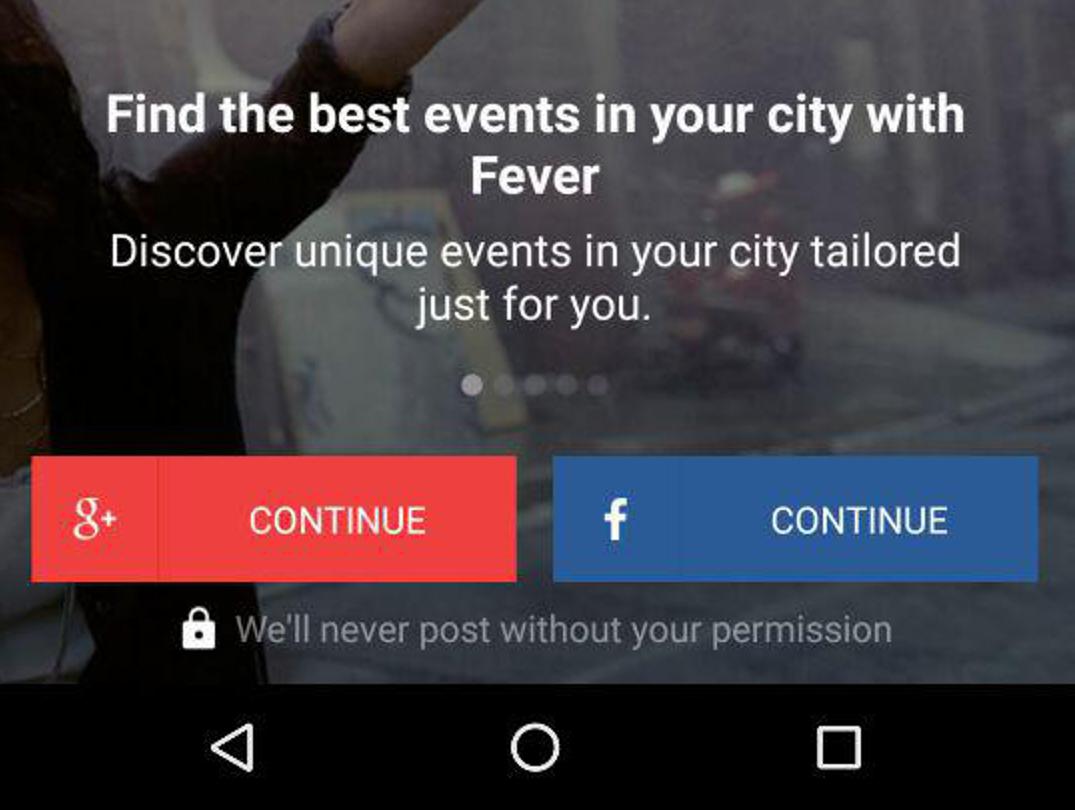 Find the best events in your city with
Fever
Discover unique events in your city tailored
just for you.
g+ CONTINUE
f CONTINUE
We'll never post without your permission